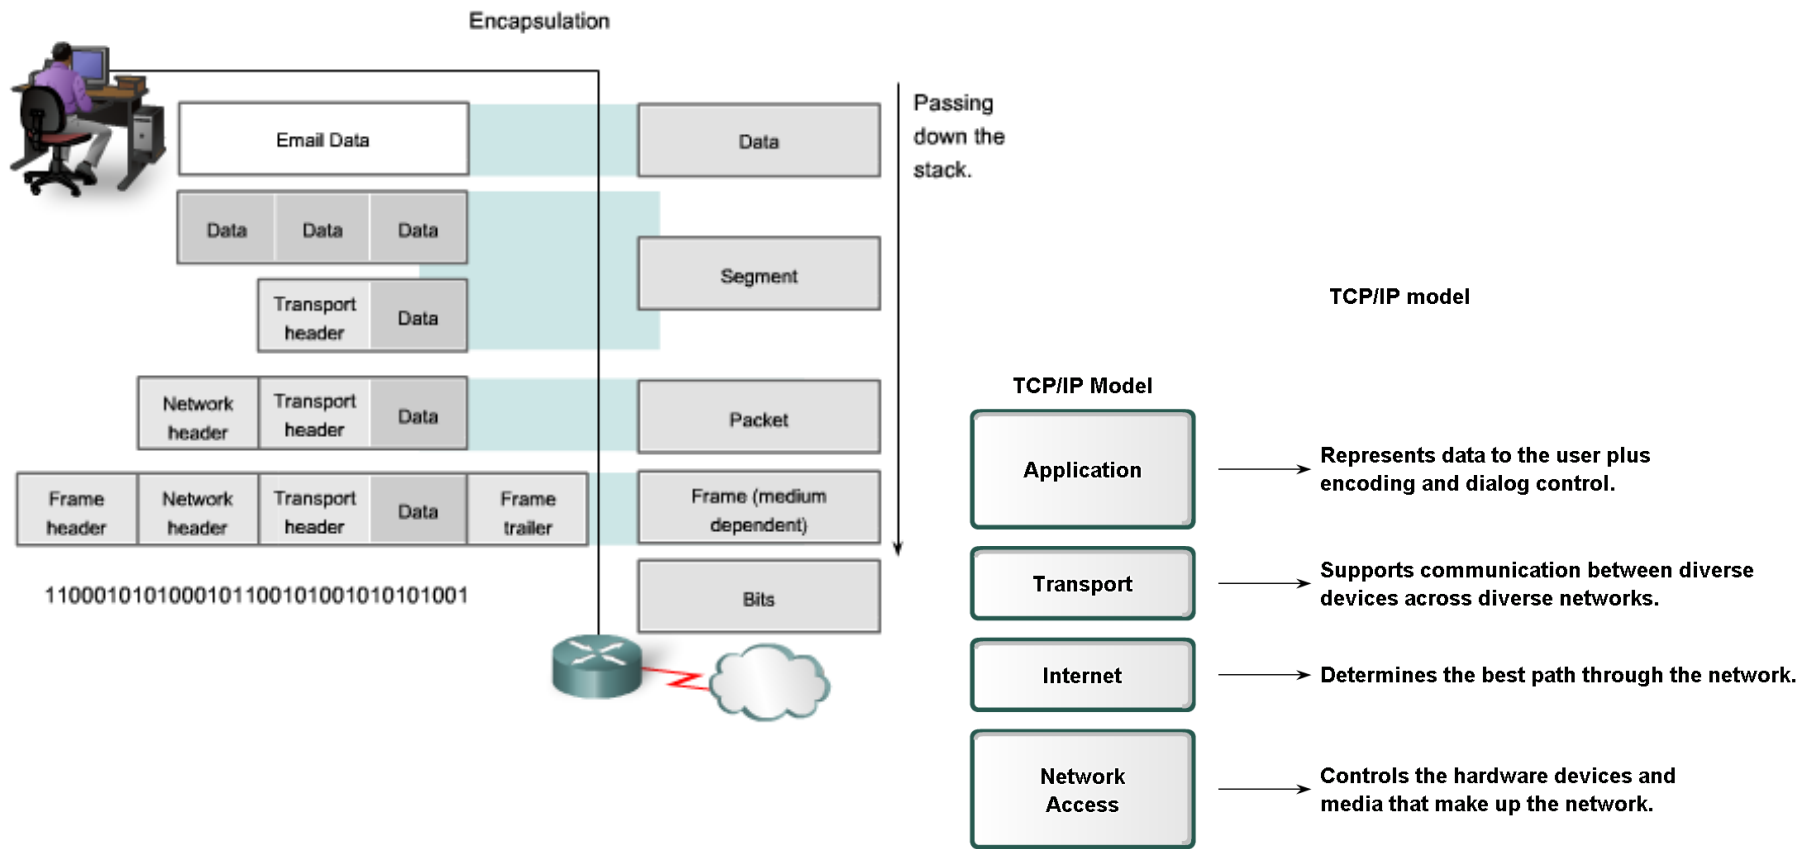 Encapsulation
Email Data
Data
Passing
down the
stack.
Data Data Data
Segment
Transport
header
Data
Network
header
Transport
header
Data
Packet
Frame
header
Network
header
Transport
header
Data
Frame
trailer
Frame (medium
dependent)
1100010101000101100101001010101001
Bits
TCP/IP model
TCP/IP Model
Application
Represents data to the user plus
encoding and dialog control.
Transport
Supports communication between diverse
devices across diverse networks.
Internet
Determines the best path through the network.
Network
Access
Controls the hardware devices and
media that make up the network.